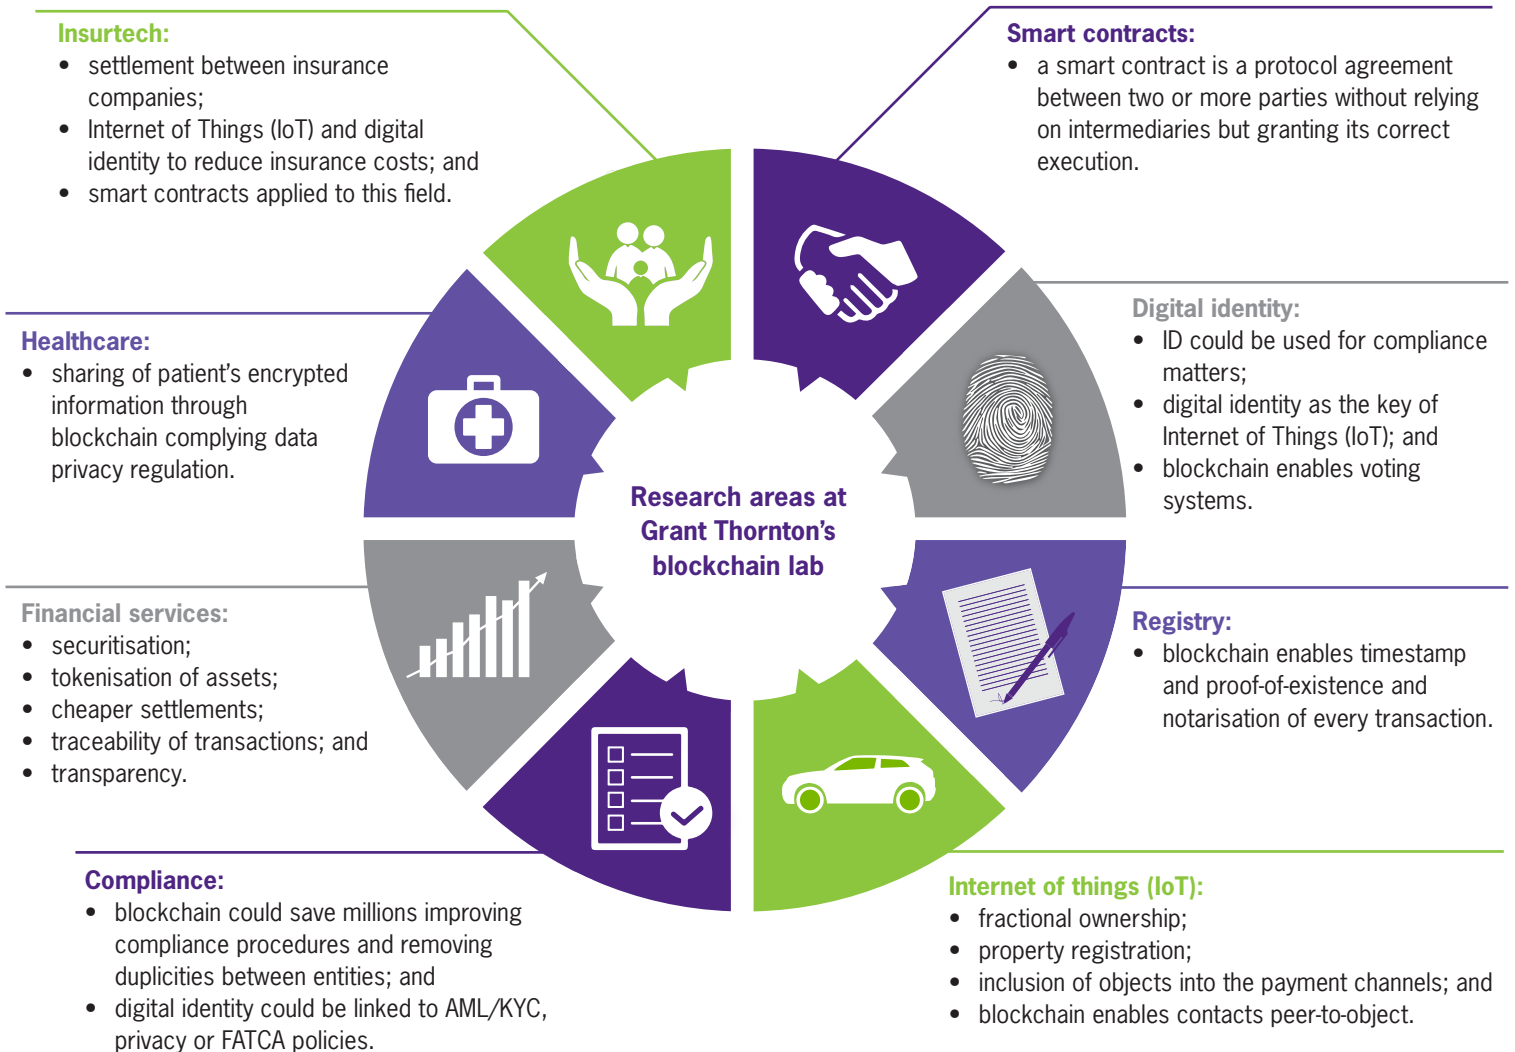 Insurtech:
• settlement between insurance
companies;
• Internet of Things (IoT) and digital
identity to reduce insurance costs; and
• smart contracts applied to this field.
Smart contracts:
• a smart contract is a protocol agreement
between two or more parties without relying
on intermediaries but granting its correct
execution.
Healthcare:
• sharing of patient's encrypted
information through
blockchain complying data
privacy regulation.
Digital identity:
• ID could be used for compliance
matters;
• digital identity as the key of
Internet of Things (IoT); and
• blockchain enables voting
systems.
Research areas at
Grant Thornton's
blockchain lab
Financial services:
• securitisation;
• tokenisation of assets;
• cheaper settlements;
• traceability of transactions; and
• transparency.
Registry:
• blockchain enables timestamp
and proof-of-existence and
notarisation of every transaction.
Compliance:
• blockchain could save millions improving
compliance procedures and removing
duplicities between entities; and
• digital identity could be linked to AML/KYC,
privacy or FATCA policies.
Internet of things (IoT):
• fractional ownership;
• property registration;
• inclusion of objects into the payment channels; and
• blockchain enables contacts peer-to-object.